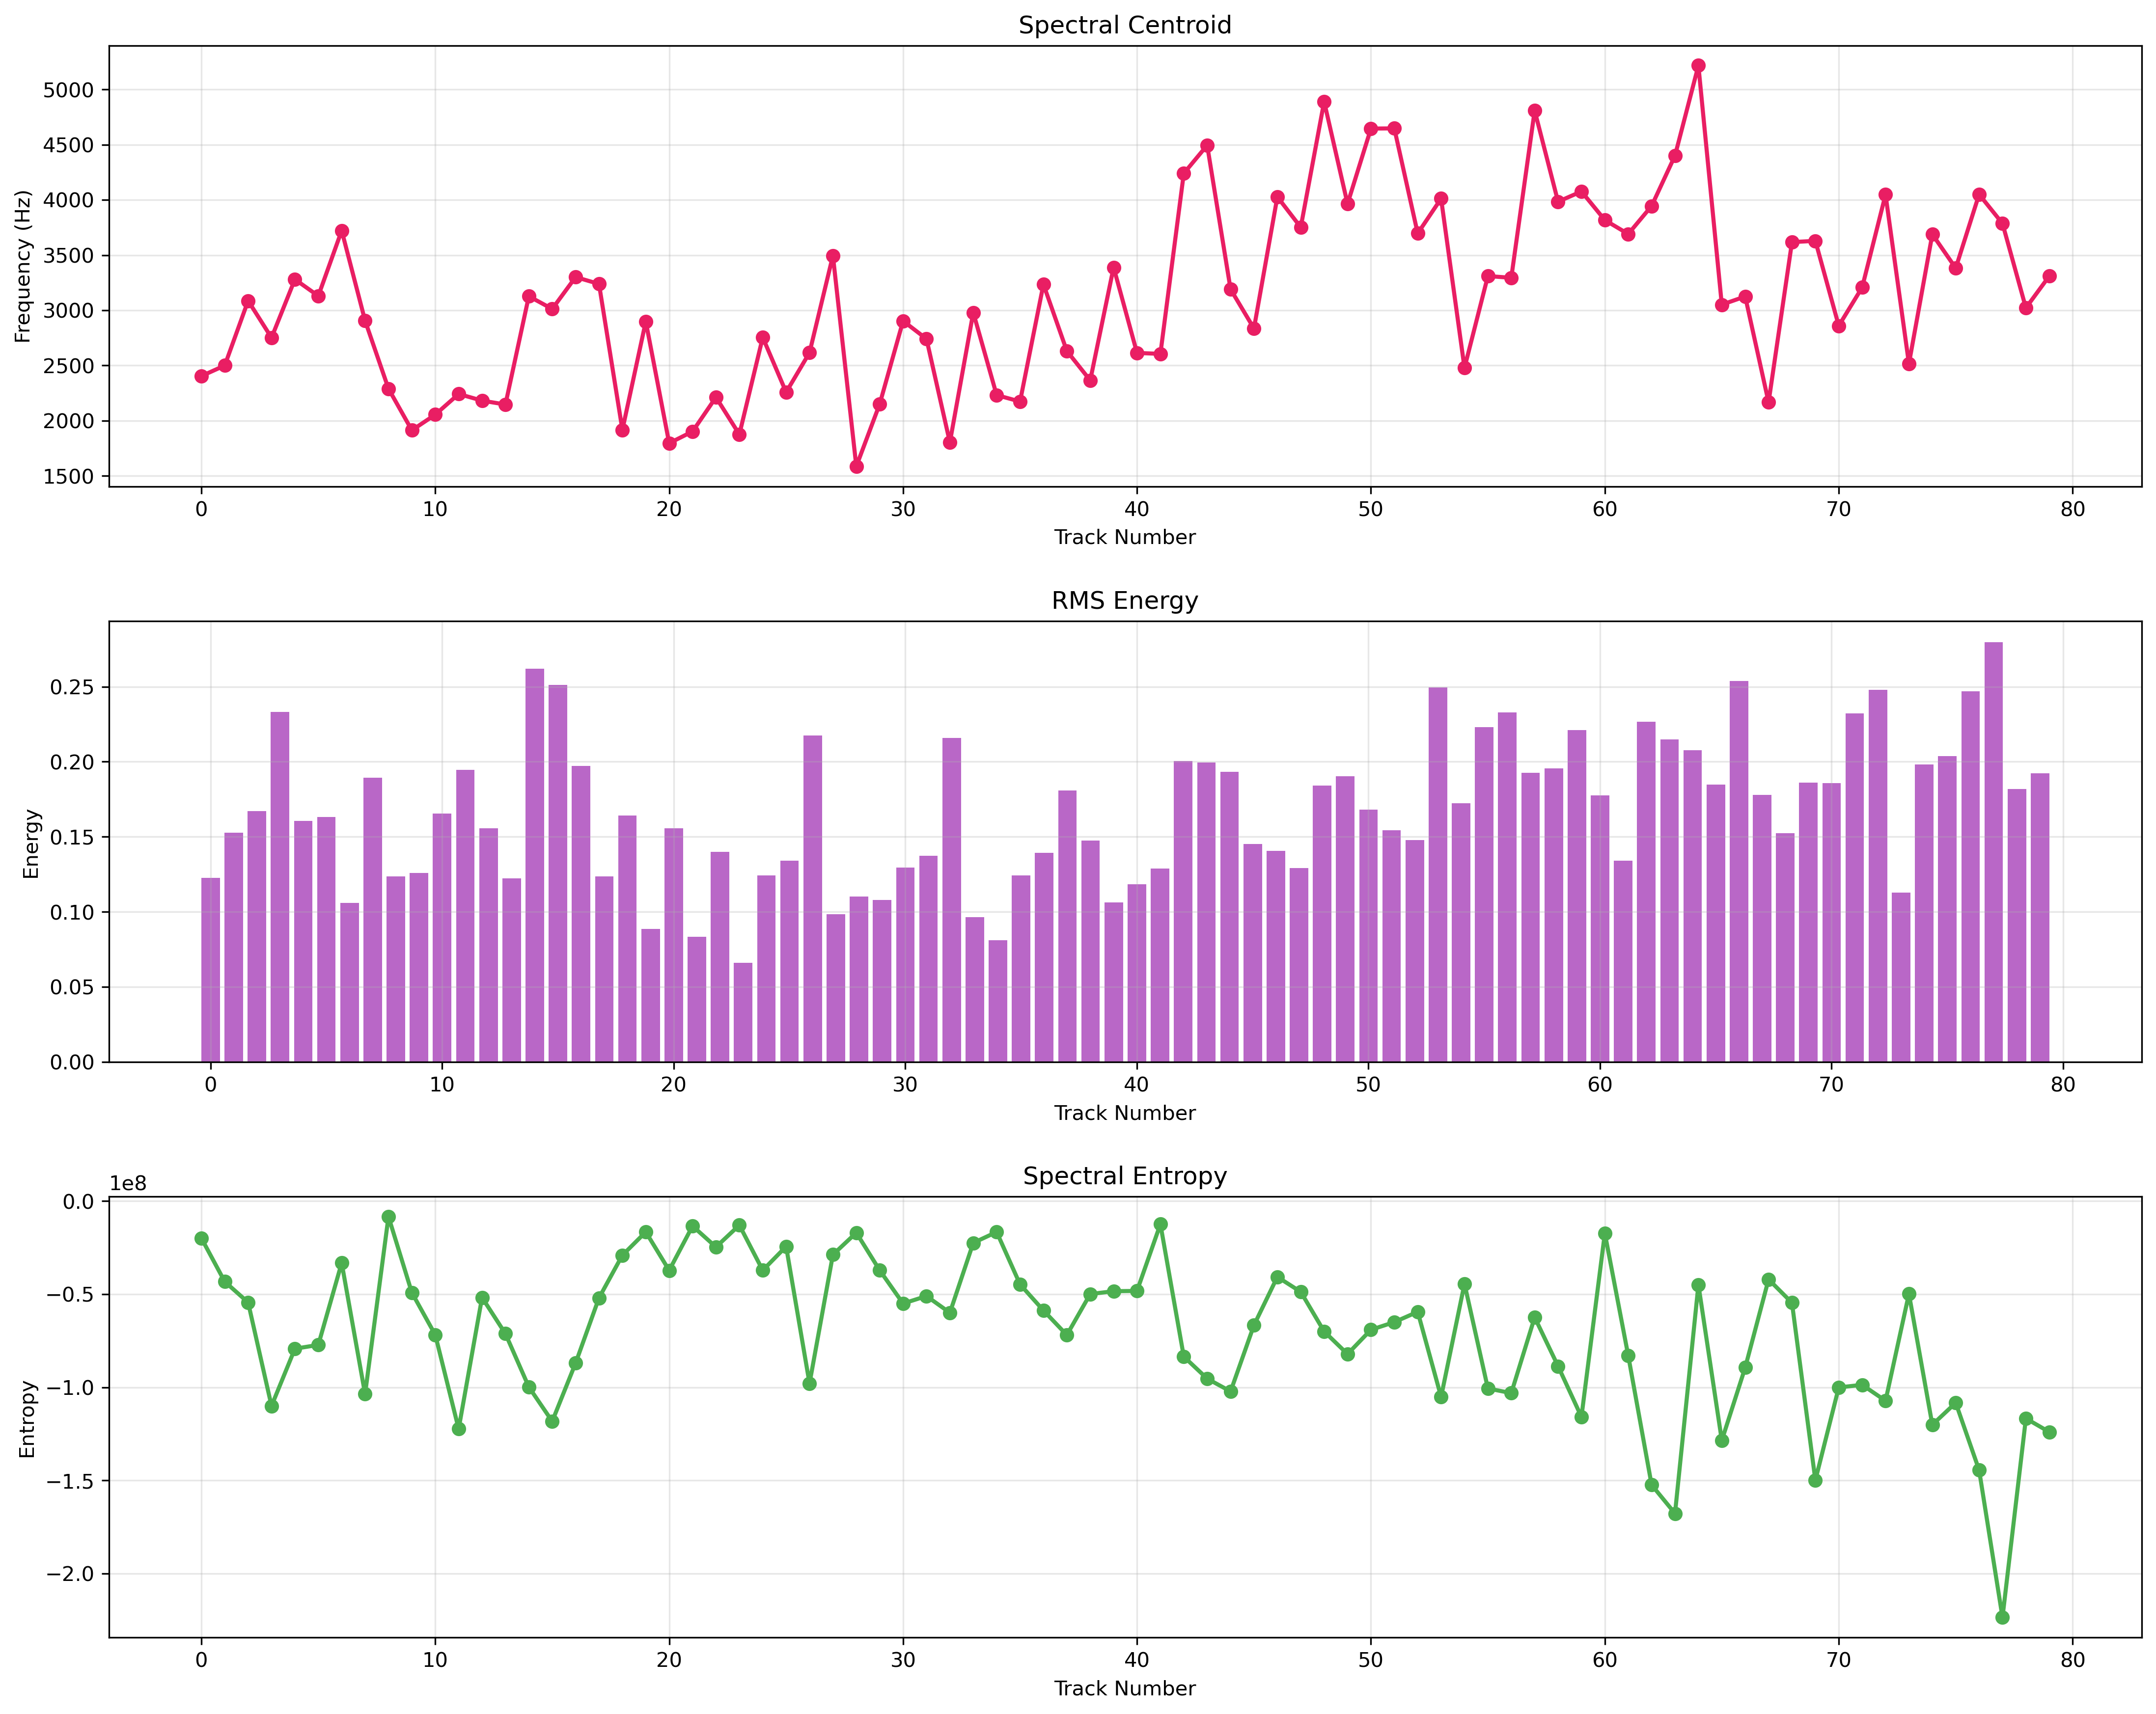 Spectral Centroid
5000
4500
4000
3500
3000
2500
2000
1500
Frequency (Hz)
0 10 20 30 40 50 60 70 80
Track Number
RMS Energy
0.25
0.20
0.15
0.10
0.05
0.00
Energy
0 10 20 30 40 50 60 70 80
Track Number
Spectral Entropy
1e8
0.0
−0.5
−1.0
−1.5
−2.0
Entropy
0 10 20 30 40 50 60 70 80
Track Number